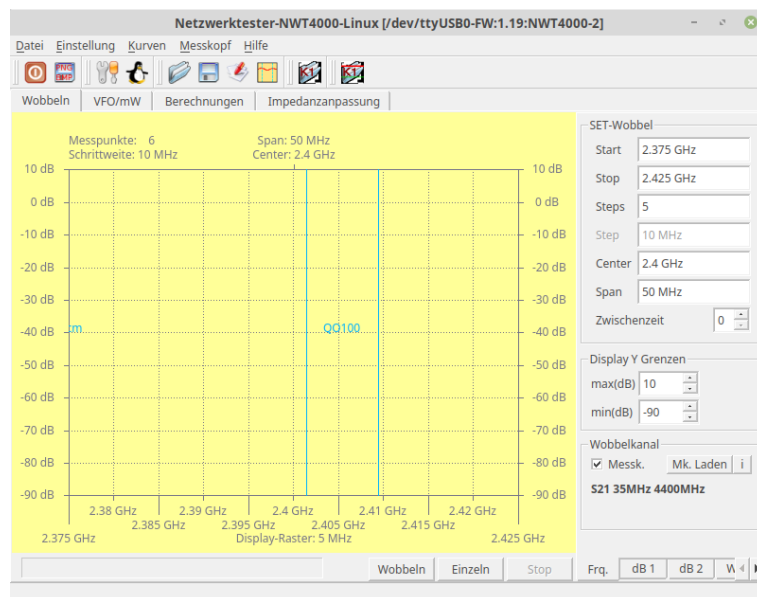 Netzwerktester-NWT4000-Linux [/dev/ttyUSB0-FW:1.19:NWT4000-2]
Datei Einstellung Kurven Messkopf Hilfe
PNG
BMP
K1
K1
Wobbeln VFO/mW Berechnungen Impedanzanpassung
Messpunkte: 6 Span: 50 MHz
Schrittweite: 10 MHz Center: 2.4 GHz
10 dB 10 dB
0 dB 0 dB
-10 dB -10 dB
-20 dB -20 dB
-30 dB -30 dB
-40 dB cm QO100 -40 dB
-50 dB -50 dB
-60 dB -60 dB
-70 dB -70 dB
-80 dB -80 dB
-90 dB -90 dB
2.38 GHz 2.39 GHz 2.4 GHz 2.41 GHz 2.42 GHz
2.385 GHz 2.395 GHz 2.405 GHz 2.415 GHz
2.375 GHz Display-Raster: 5 MHz 2.425 GHz
Wobbeln Einzeln Stop
SET-Wobbel
Start 2.375 GHz
Stop 2.425 GHz
Steps 5
Step 10 MHz
Center 2.4 GHz
Span 50 MHz
Zwischenzeit 0
Display Y Grenzen
max(dB) 10
min(dB) -90
Wobbelkanal
Messk. Mk. Laden i
S21 35MHz 4400MHz
Frq. dB 1 dB 2